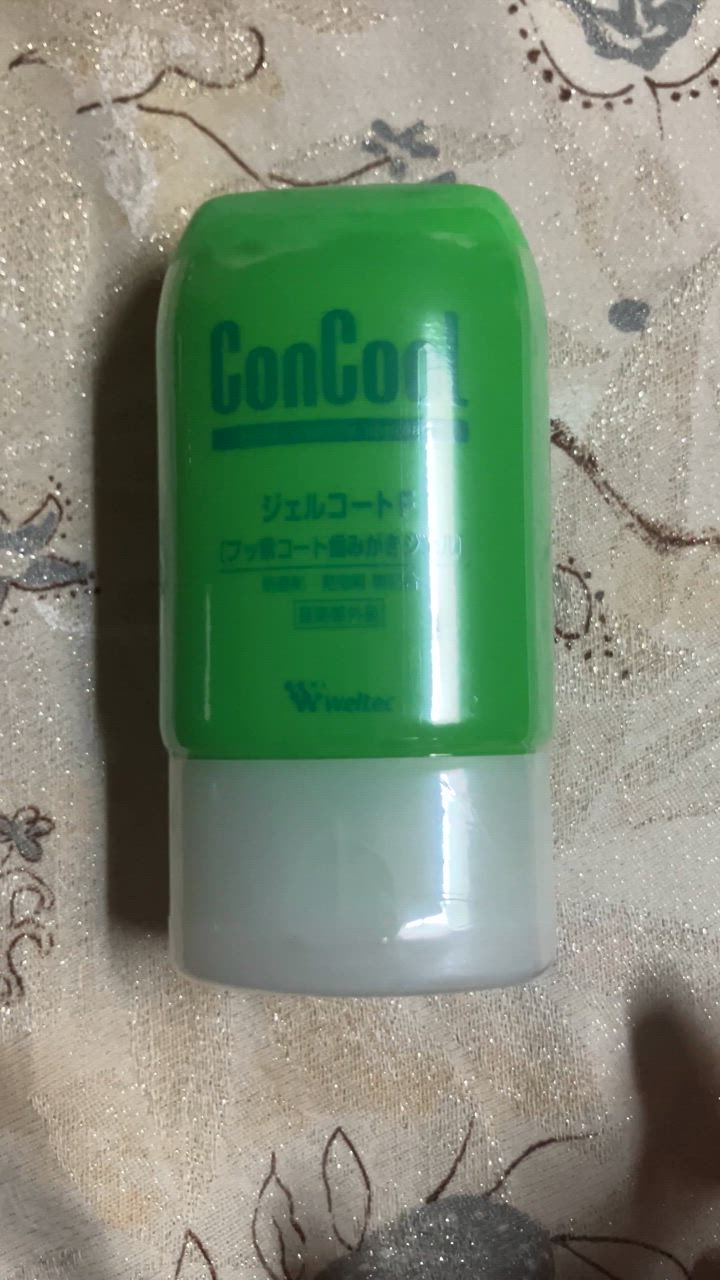 ConCool
ジェルコートF
[フッ素コート歯みがきジェル]
医薬部外品
Weltec